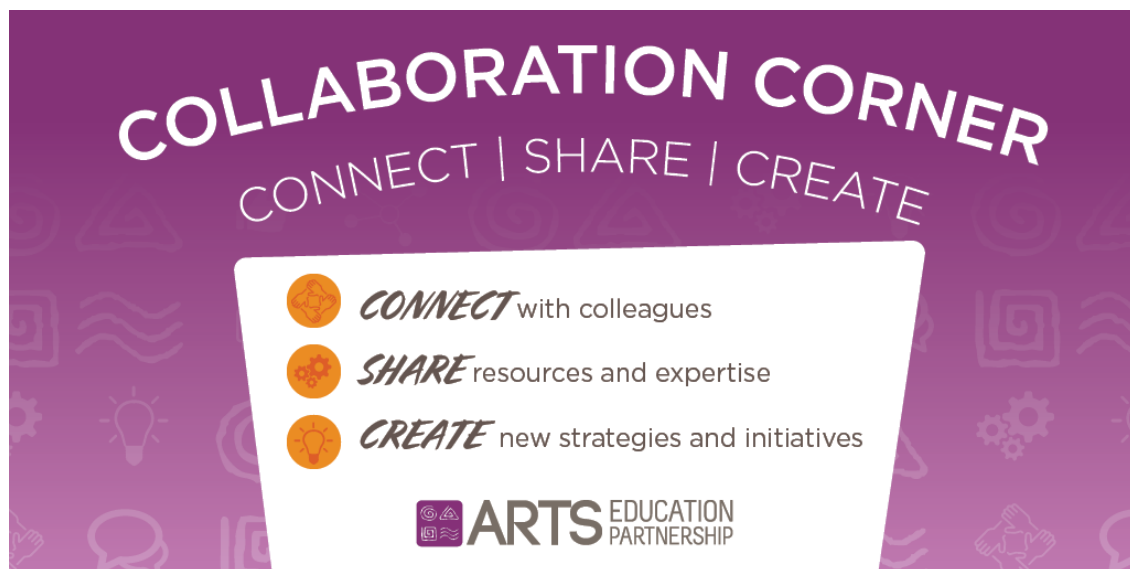 COLLABORATION CORNER
CONNECT | SHARE | CREATE
CONNECT with colleagues
SHARE resources and expertise
CREATE new strategies and initiatives
ARTS EDUCATION
PARTNERSHIP